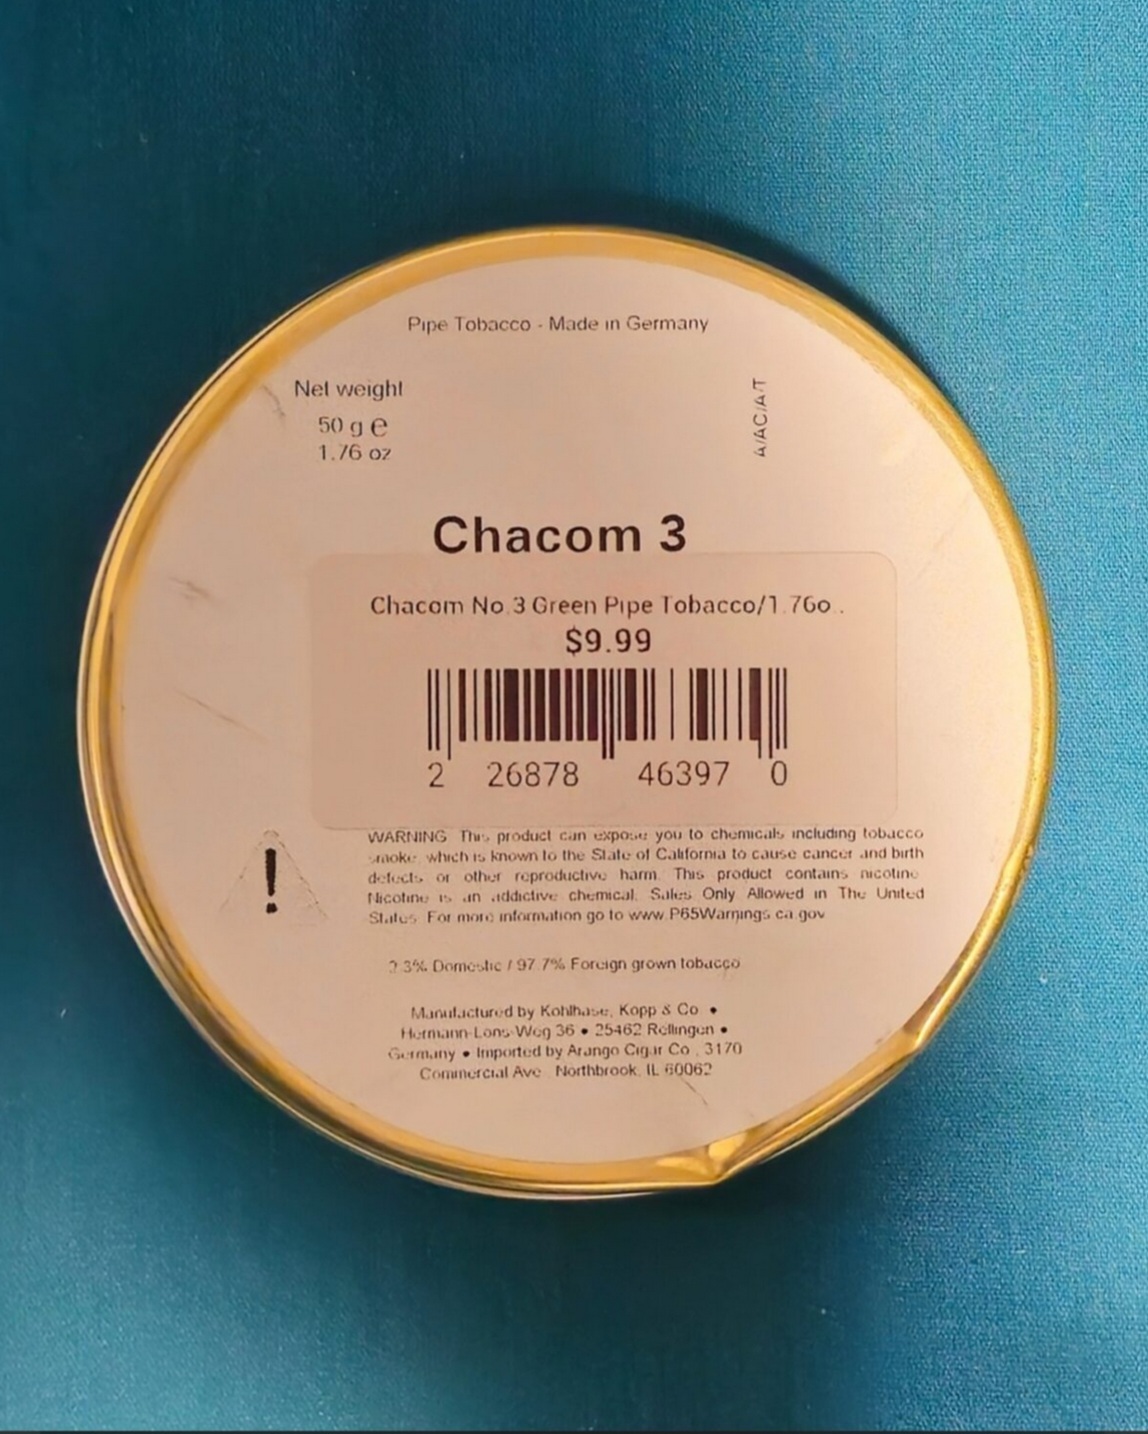 Pipe Tobacco - Made in Germany
Net weight
50 g e
1.76 oz
A/AC/A/T
Chacom 3
Chacom No.3 Green Pipe Tobacco/1.76o..
$9.99
2 26878 46397 0
!
WARNING This product can expose you to chemicals including tobacco
smoke which is known to the State of California to cause cancer and birth
defects or other reproductive harm. This product contains nicotine
Nicotine is an addictive chemical. Sales Only Allowed in The United
States. For more information go to www.P65Warnings.ca.gov
2.3% Domestic / 97.7% Foreign grown tobacco
Manufactured by Kohlhase, Kopp & Co •
Hermann-Lons-Weg 36 • 25462 Rellingen •
Germany • Imported by Arango Cigar Co., 3170
Commercial Ave. Northbrook, IL 60062